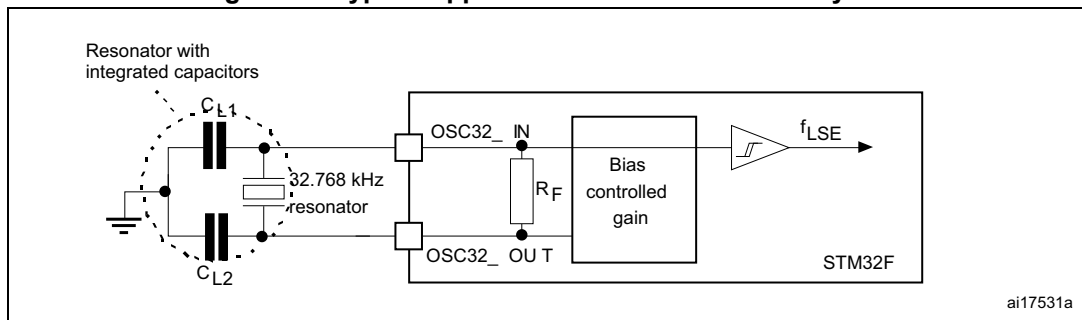 Resonator with
integrated capacitors
CL1
OSC32_ IN
fLSE
32.768 kHz
resonator
RF
Bias
controlled
gain
OSC32_ OU T
CL2
STM32F
ai17531a